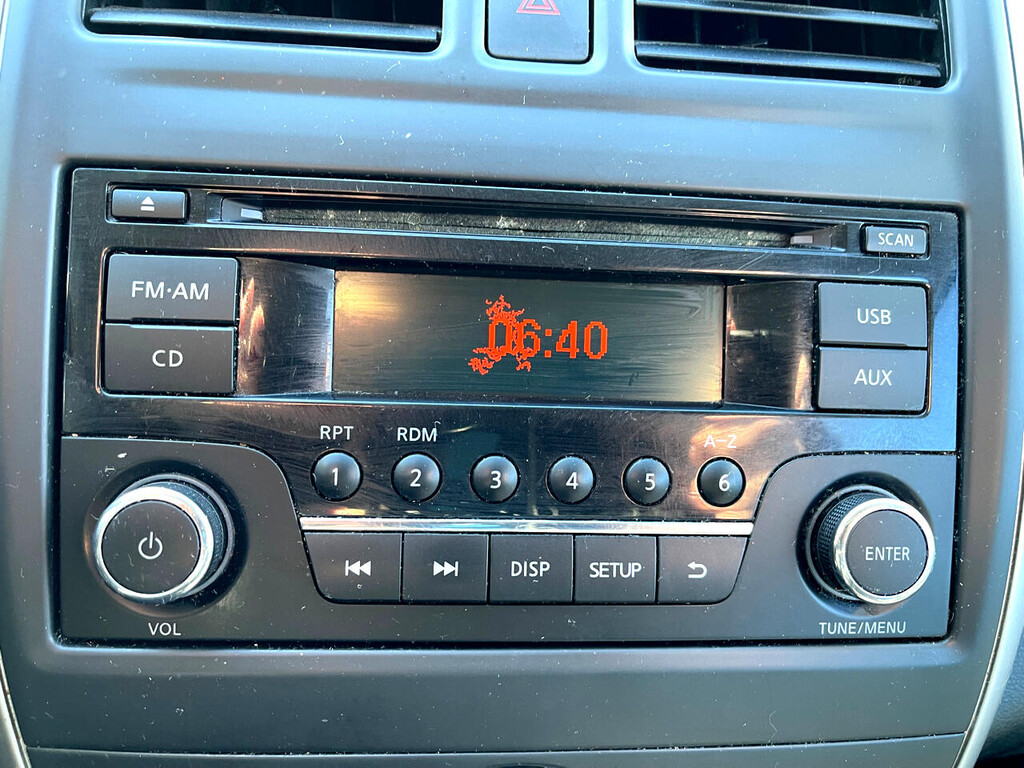 SCAN
FM·AM
USB
CD
06:40
AUX
RPT
RDM
A-Z
1
2
3
4
5
6
DISP
SETUP
ENTER
VOL
TUNE/MENU